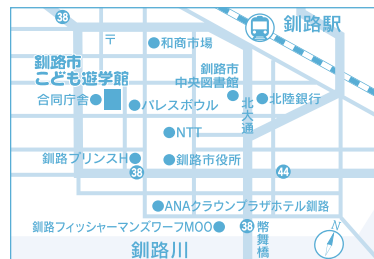 38
釧路駅
〒
和商市場
釧路市
こども遊学館
釧路市
中央図書館
合同庁舎
パレスボウル
北大通
北陸銀行
NTT
釧路プリンスH
釧路市役所
38
44
ANAクラウンプラザホテル釧路
釧路フィッシャーマンズワーフMOO
38
幣舞橋
釧路川
N